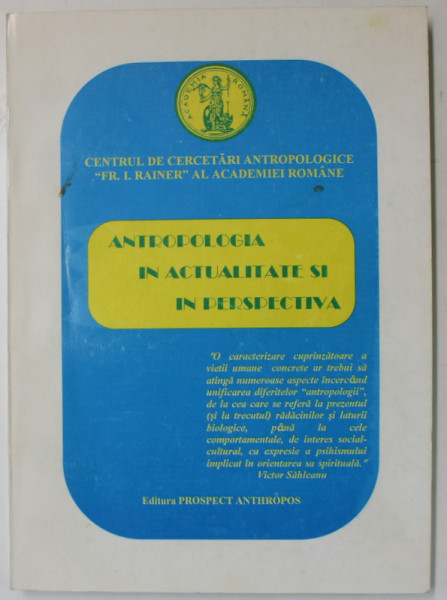 ACADEMIA ROMÂNĂ
CENTRUL DE CERCETĂRI ANTROPOLOGICE
"FR. I. RAINER" AL ACADEMIEI ROMÂNE
ANTROPOLOGIA
IN ACTUALITATE SI
IN PERSPECTIVA
"O caracterizare cuprinzătoare a
vietii umane concrete ar trebui să
atingă numeroase aspecte încercând
unificarea diferitelor "antropologii",
de la cea care se referă la prezentul
(şi la trecutul) rădăcinilor şi laturii
biologice, până la cele
comportamentale, de interes social-
cultural, cu expresie a psihismului
implicat în orientarea sa spirituală."
Victor Săhleanu
Editura PROSPECT ANTHROPOS